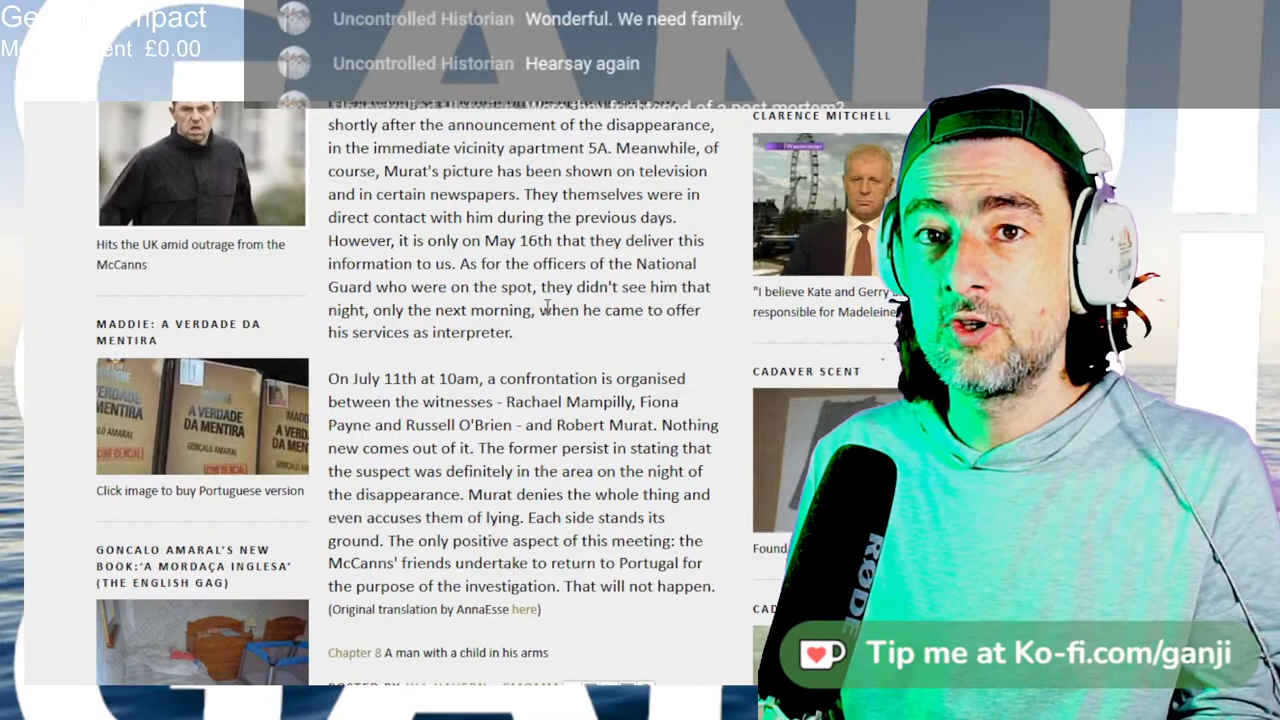 Uncontrolled Historian Wonderful. We need family.
£0.00
Uncontrolled Historian Hearsay again
shortly after the announcement of the disappearance,
in the immediate vicinity apartment 5A. Meanwhile, of
course, Murat's picture has been shown on television
and in certain newspapers. They themselves were in
direct contact with him during the previous days.
However, it is only on May 16th that they deliver this
information to us. As for the officers of the National
Guard who were on the spot, they didn't see him that
night, only the next morning, when he came to offer
his services as interpreter.
On July 11th at 10am, a confrontation is organised
between the witnesses - Rachael Mampilly, Fiona
Payne and Russell O'Brien - and Robert Murat. Nothing
new comes out of it. The former persist in stating that
the suspect was definitely in the area on the night of
the disappearance. Murat denies the whole thing and
even accuses them of lying. Each side stands its
ground. The only positive aspect of this meeting: the
McCanns' friends undertake to return to Portugal for
the purpose of the investigation. That will not happen.
(Original translation by AnnaEsse here)
Chapter 8 A man with a child in his arms
POSTED BY
Hits the UK amid outrage from the
McCanns
MADDIE: A VERDADE DA
MENTIRA
A VERDADE
DA MENTIRA
GONÇALO AMARAL
CONFIDENCIAL
Click image to buy Portuguese version
GONCALO AMARAL'S NEW
BOOK:'A MORDAÇA INGLESA'
(THE ENGLISH GAG)
CLARENCE MITCHELL
Westminster
"I believe Kate and Gerry
responsible for Madeleine
CADAVER SCENT
Found
RØDE
Tip me at Ko-fi.com/ganji